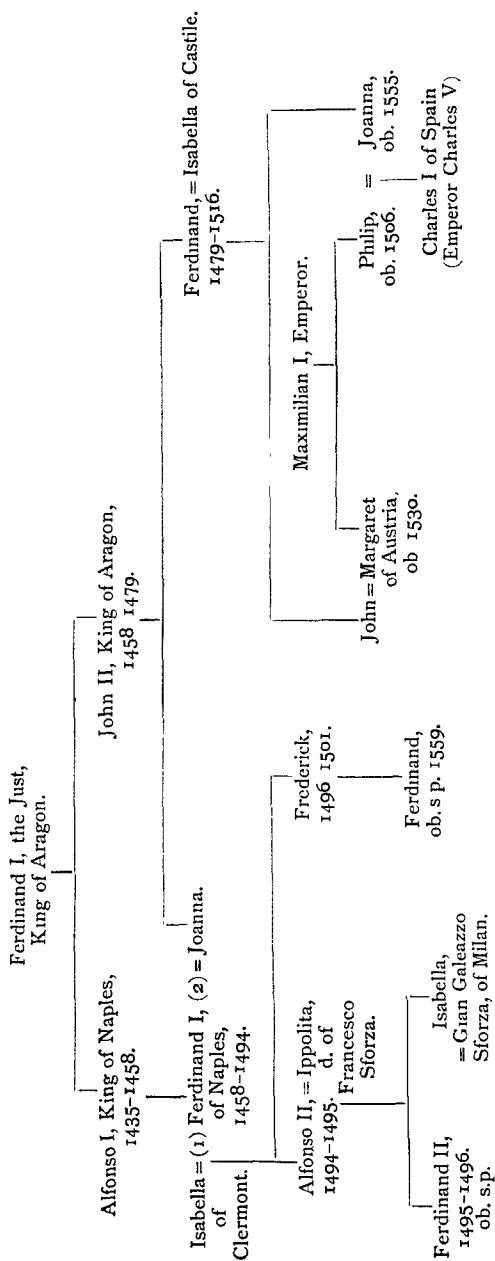 Ferdinand I, the Just,
King of Aragon.
Alfonso I, King of Naples,
1435–1458.
John II, King of Aragon,
1458 1479.
Isabella = (1) Ferdinand I, (2) = Joanna.
of
Clermont.
of Naples,
1458–1494.
Ferdinand, = Isabella of Castile.
1479–1516.
Alfonso II, = Ippolita,
1494–1495.
d. of
Francesco
Sforza.
Frederick,
1496 1501.
Maximilian I, Emperor.
John = Margaret
of Austria,
ob 1530.
Philip,
ob. 1506.
=
Joanna,
ob. 1555.
Ferdinand II,
1495–1496.
ob. s.p.
Isabella,
= Gian Galeazzo
Sforza, of Milan.
Ferdinand,
ob. s p. 1559.
Charles I of Spain
(Emperor Charles V)